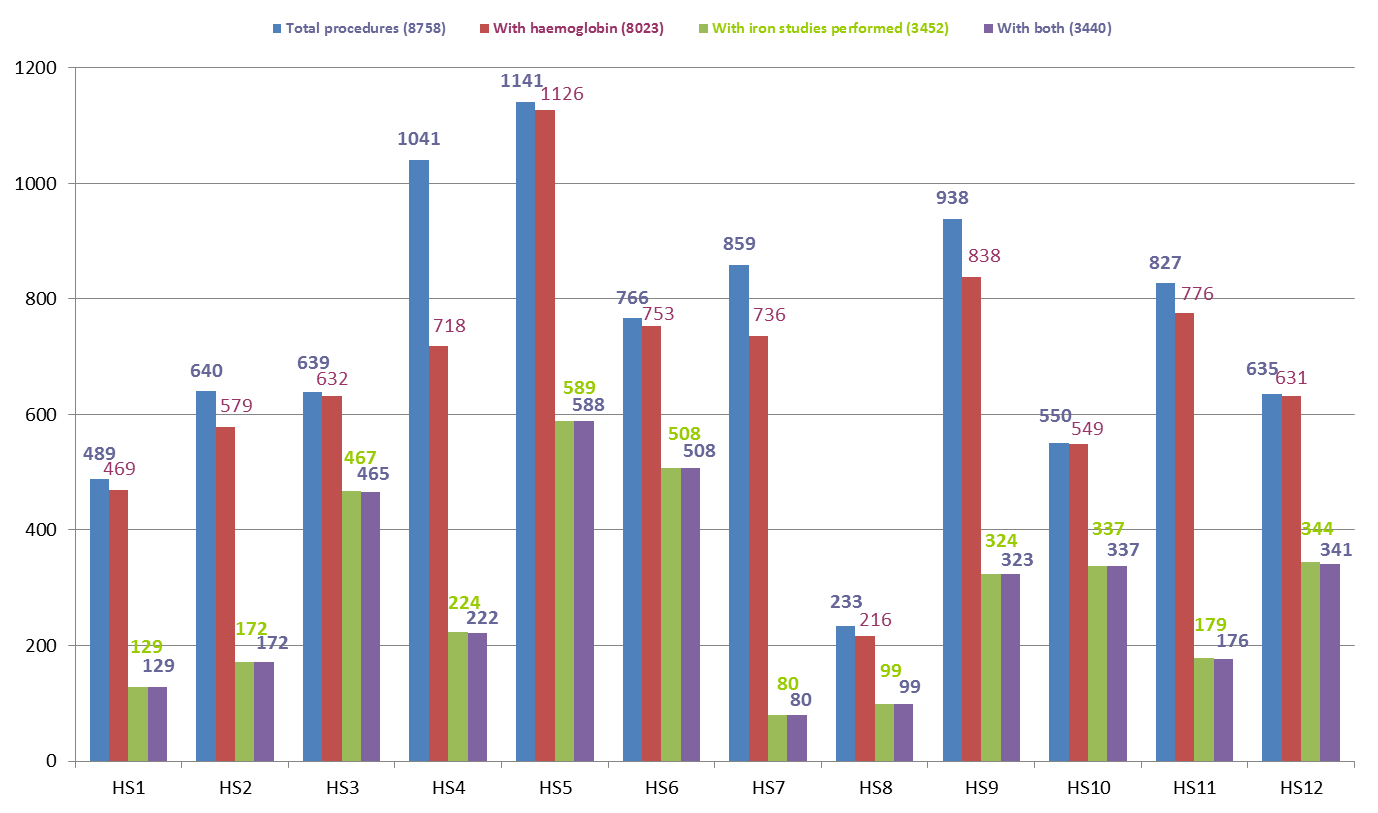 Total procedures (8758) With haemoglobin (8023) With iron studies performed (3452) With both (3440)
1200
1000
800
600
400
200
0
489 469 129 129
640 579 172 172
639 632 467 465
1041 718 224 222
1141 1126 589 588
766 753 508 508
859 736 80 80
233 216 99 99
938 838 324 323
550 549 337 337
827 776 179 176
635 631 344 341
HS1 HS2 HS3 HS4 HS5 HS6 HS7 HS8 HS9 HS10 HS11 HS12